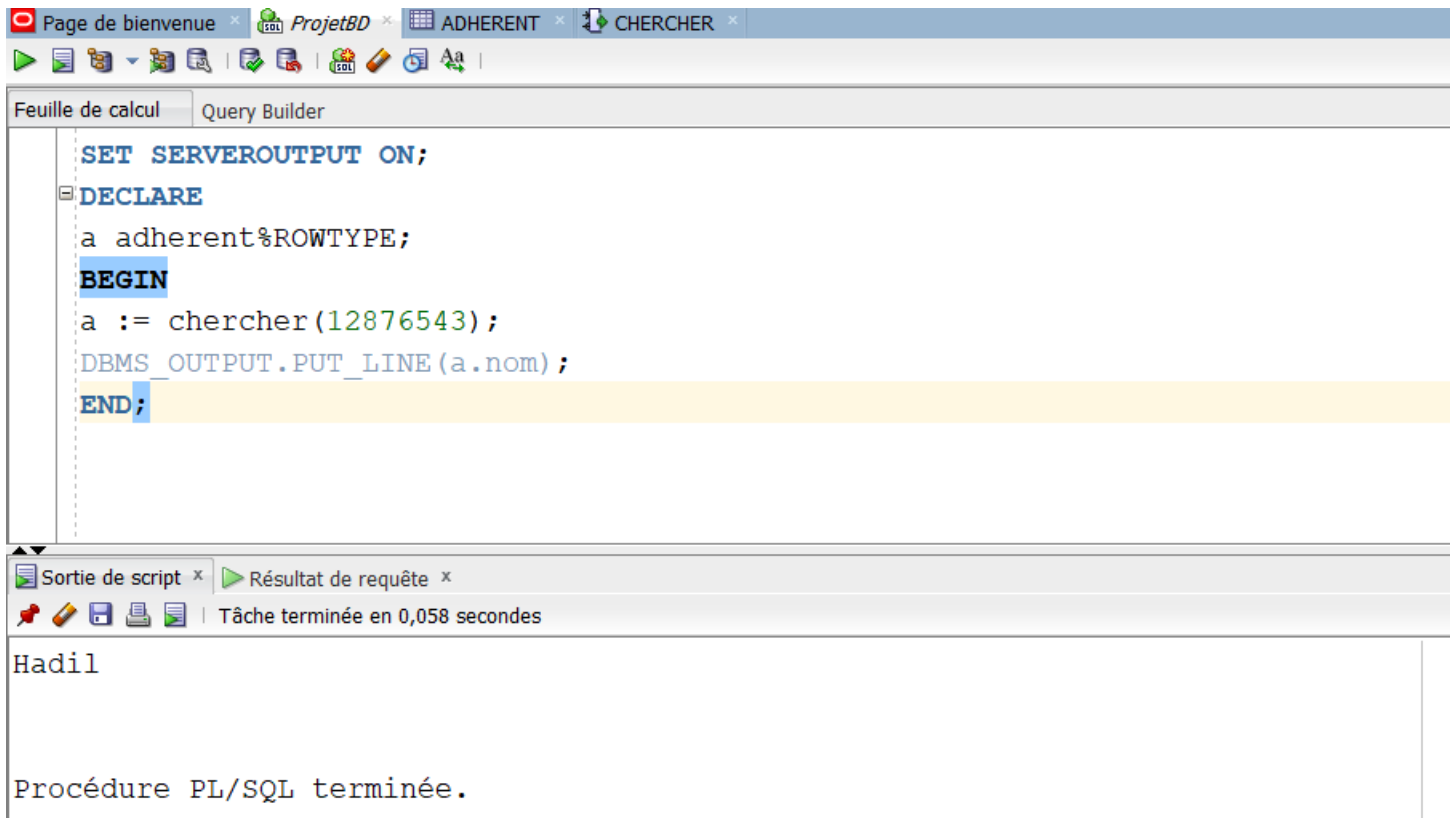 Page de bienvenue ProjetBD ADHERENT CHERCHER
Feuille de calcul Query Builder
SET SERVEROUTPUT ON;
DECLARE
a adherent%ROWTYPE;
BEGIN
a := chercher(12876543);
DBMS_OUTPUT.PUT_LINE(a.nom);
END;
Sortie de script Résultat de requête
Tâche terminée en 0,058 secondes
Hadil
Procédure PL/SQL terminée.